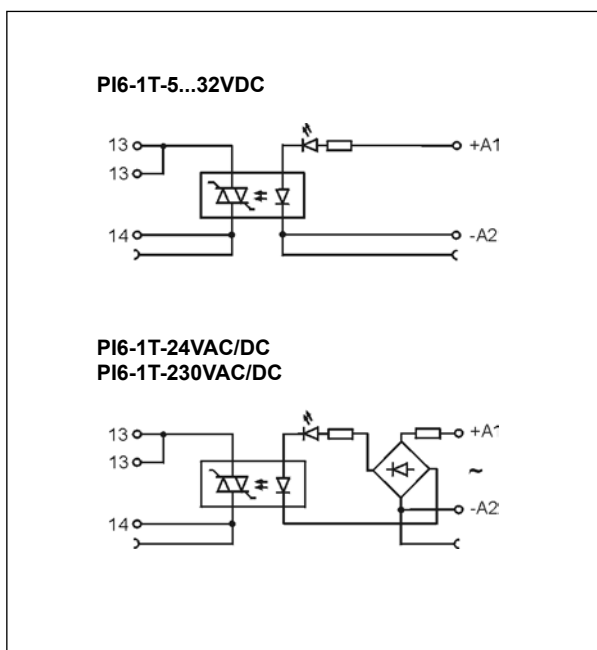 PI6-1T-5...32VDC
13
+A1
13
14
-A2
PI6-1T-24VAC/DC
PI6-1T-230VAC/DC
13
+A1
13
~
14
-A2